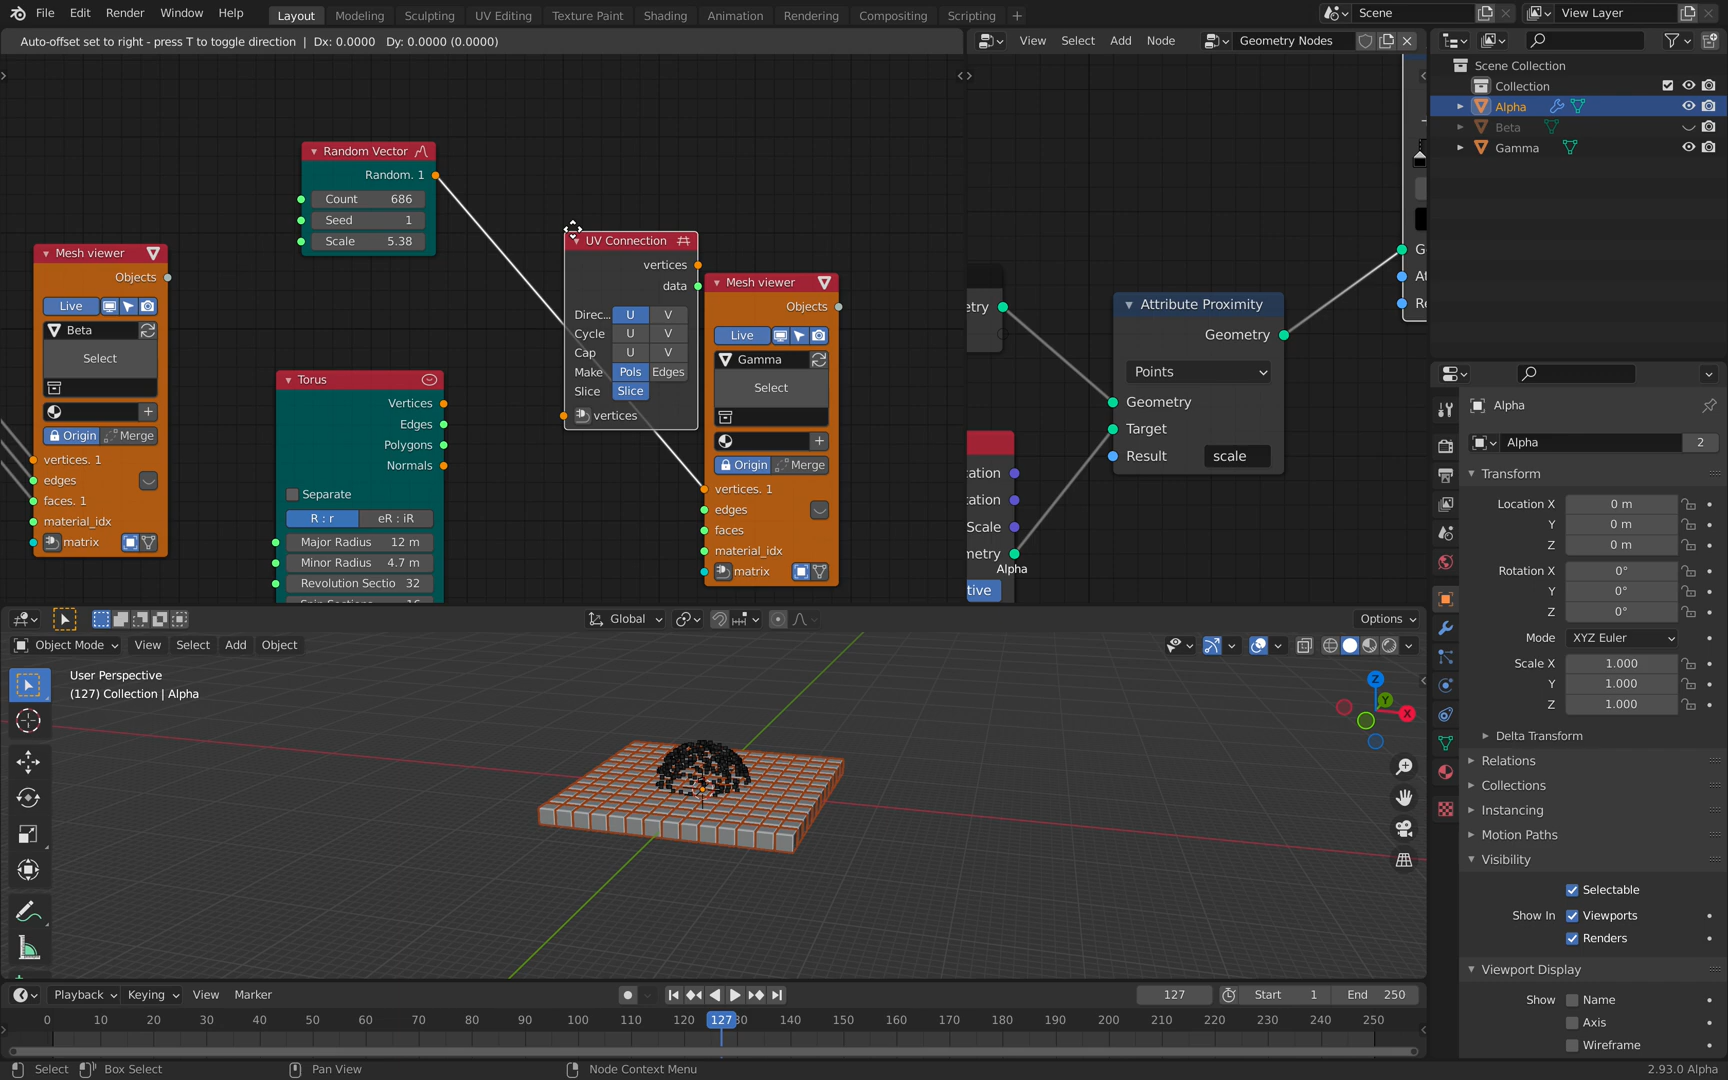 File Edit Render Window Help
Layout Modeling Sculpting UV Editing Texture Paint Shading Animation Rendering Compositing Scripting +
Scene
View Layer
Auto-offset set to right - press T to toggle direction | Dx: 0.0000 Dy: 0.0000 (0.0000)
View Select Add Node
Geometry Nodes
Scene Collection
Collection
Alpha
Beta
Gamma
Random Vector
Random. 1
Count 686
Seed 1
Scale 5.38
Mesh viewer
Objects
Live
Beta
Select
Origin Merge
vertices. 1
edges
faces. 1
material_idx
matrix
Torus
Vertices
Edges
Polygons
Normals
Separate
R : r eR : iR
Major Radius 12 m
Minor Radius 4.7 m
Revolution Sectio 32
UV Connection
vertices
data
Direc... U V
Cycle U V
Cap U V
Make Pols Edges
Slice Slice
vertices
Mesh viewer
Objects
Live
Gamma
Select
Origin Merge
vertices. 1
edges
faces
material_idx
matrix
etry
ation
ation
Scale
metry
Alpha
tive
Attribute Proximity
Geometry
Points
Geometry
Target
Result scale
G
At
Re
Alpha
Alpha 2
Transform
Location X 0 m
Y 0 m
Z 0 m
Rotation X 0°
Y 0°
Z 0°
Mode XYZ Euler
Scale X 1.000
Y 1.000
Z 1.000
Delta Transform
Relations
Collections
Instancing
Motion Paths
Visibility
Selectable
Show In Viewports
Renders
Viewport Display
Show Name
Axis
Wireframe
Global
Options
Object Mode View Select Add Object
User Perspective
(127) Collection | Alpha
Z
Y
X
Playback Keying View Marker
127
Start 1
End 250
0 10 20 30 40 50 60 70 80 90 100 110 120 127 30 140 150 160 170 180 190 200 210 220 230 240 250
Select Box Select Pan View Node Context Menu
2.93.0 Alpha